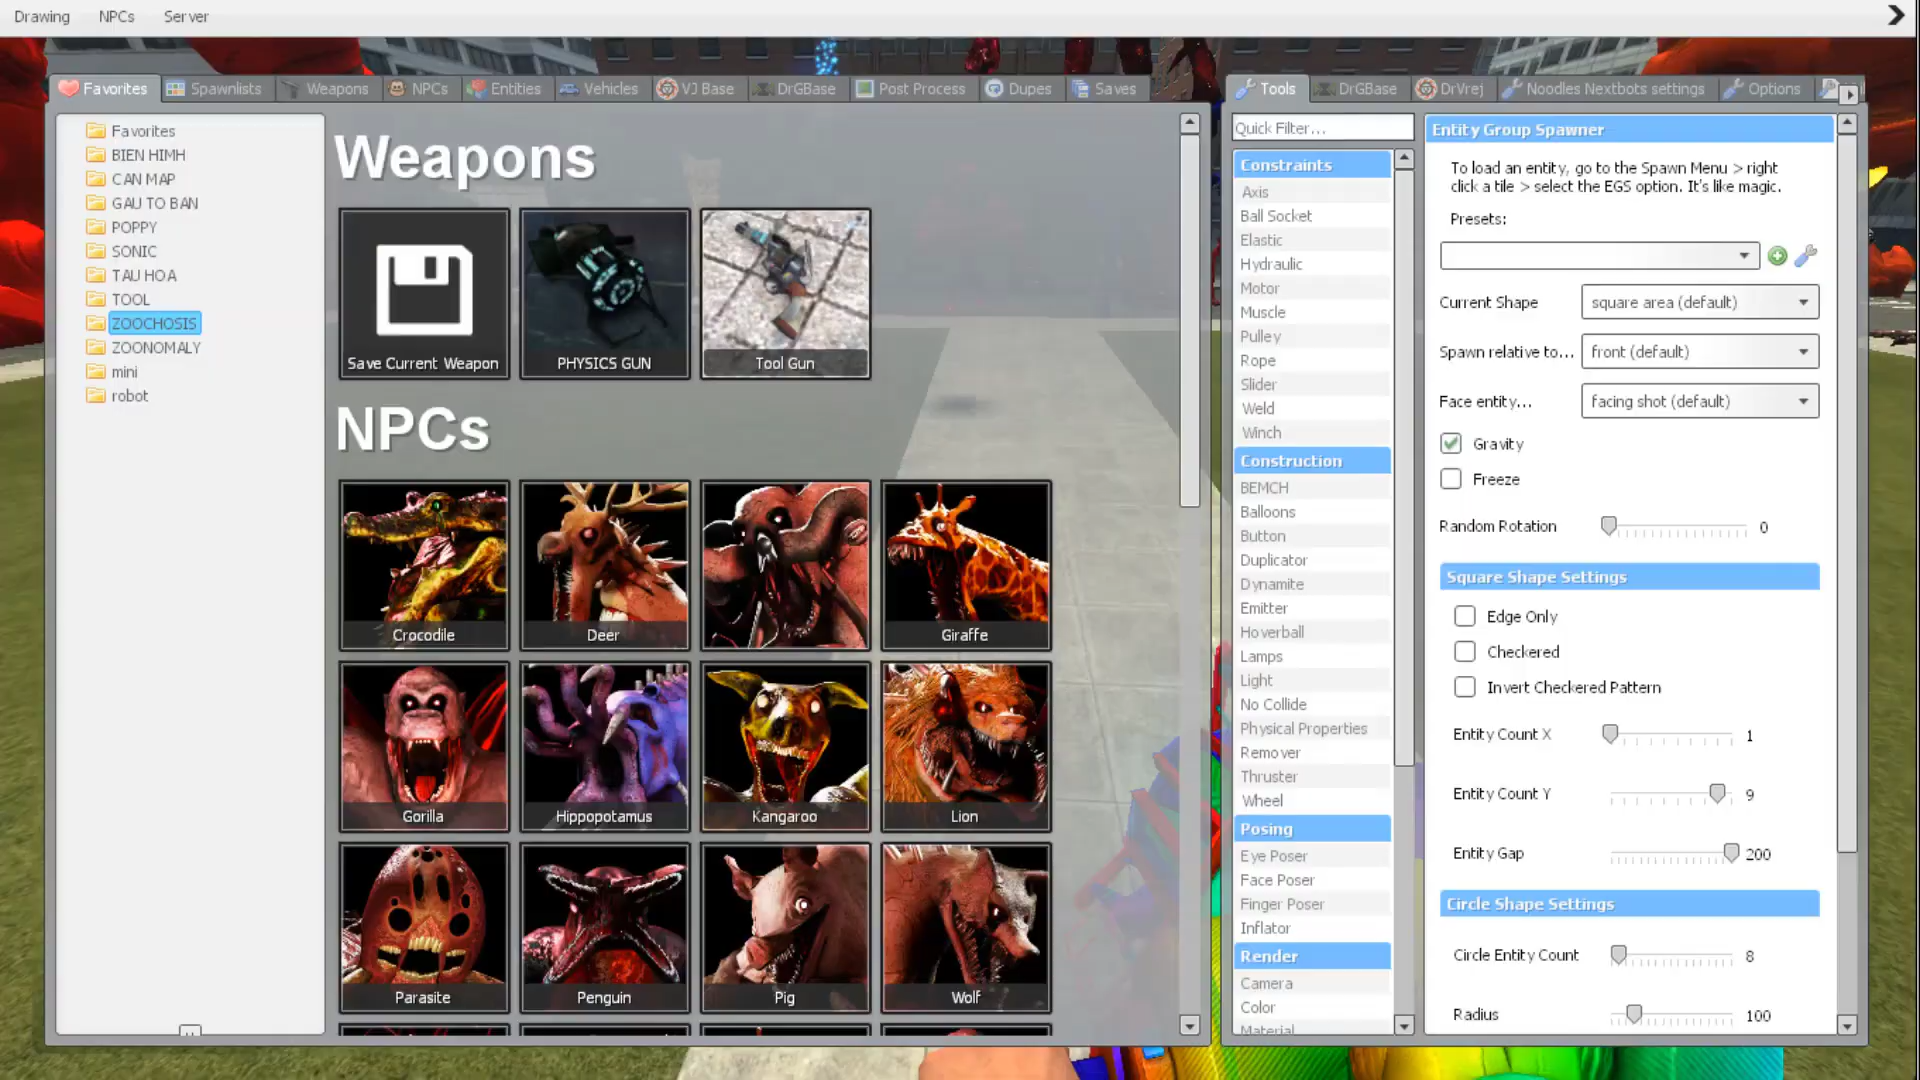 Drawing NPCs Server
Favorites Spawnlists Weapons NPCs Entities Vehicles VJ Base DrGBase Post Process Dupes Saves
Favorites
BIEN HIMH
CAN MAP
GAU TO BAN
POPPY
SONIC
TAU HOA
TOOL
ZOOCHOSIS
ZOONOMALY
mini
robot
Weapons
Save Current Weapon PHYSICS GUN Tool Gun
NPCs
Crocodile Deer Giraffe
Gorilla Hippopotamus Kangaroo Lion
Parasite Penguin Pig Wolf
Tools DrGBase DrVrej Noodles Nextbots settings Options
Quick Filter...
Constraints
Axis
Ball Socket
Elastic
Hydraulic
Motor
Muscle
Pulley
Rope
Slider
Weld
Winch
Construction
BEMCH
Balloons
Button
Duplicator
Dynamite
Emitter
Hoverball
Lamps
Light
No Collide
Physical Properties
Remover
Thruster
Wheel
Posing
Eye Poser
Face Poser
Finger Poser
Inflator
Render
Camera
Color
Material
Entity Group Spawner
To load an entity, go to the Spawn Menu > right
click a tile > select the EGS option. It's like magic.
Presets:
Current Shape square area (default)
Spawn relative to... front (default)
Face entity... facing shot (default)
Gravity
Freeze
Random Rotation 0
Square Shape Settings
Edge Only
Checkered
Invert Checkered Pattern
Entity Count X 1
Entity Count Y 9
Entity Gap 200
Circle Shape Settings
Circle Entity Count 8
Radius 100